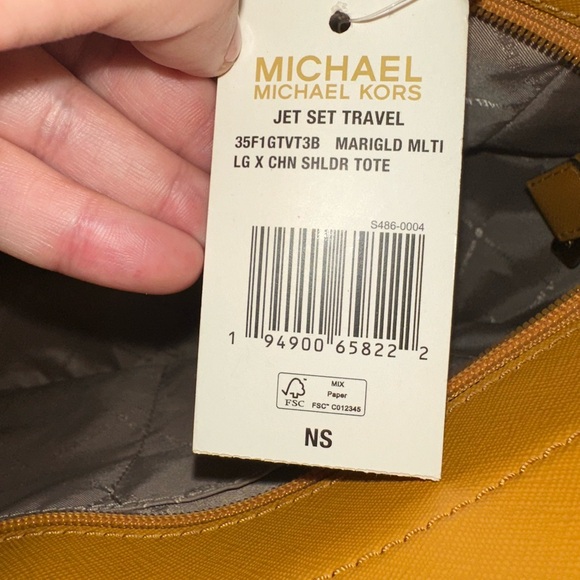 MICHAEL
MICHAEL KORS
JET SET TRAVEL
35F1GTVT3B MARIGLD MLTI
LG X CHN SHLDR TOTE
S486-0004
1 94900 65822 2
FSC
MIX
Paper
FSC™ C012345
NS